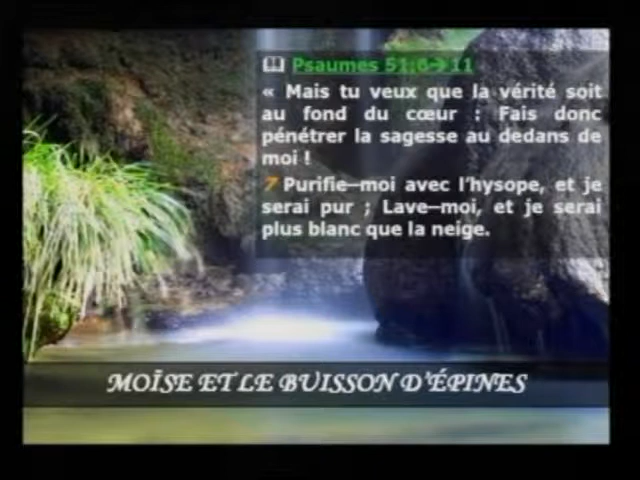 Psaumes 51:6→11
« Mais tu veux que la vérité soit
au fond du cœur : Fais donc
pénétrer la sagesse au dedans de
moi !
7 Purifie–moi avec l'hysope, et je
serai pur ; Lave–moi, et je serai
plus blanc que la neige.
MOÏSE ET LE BUISSON D'ÉPINES